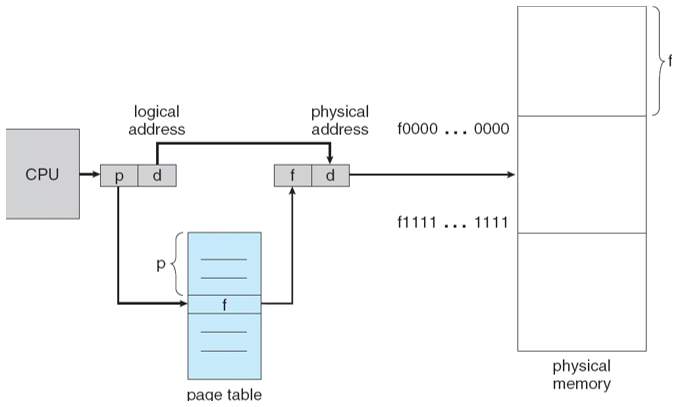 logical
address
physical
address
f0000 ... 0000
f
CPU
p
d
f
d
f1111 ... 1111
p
f
page table
physical
memory